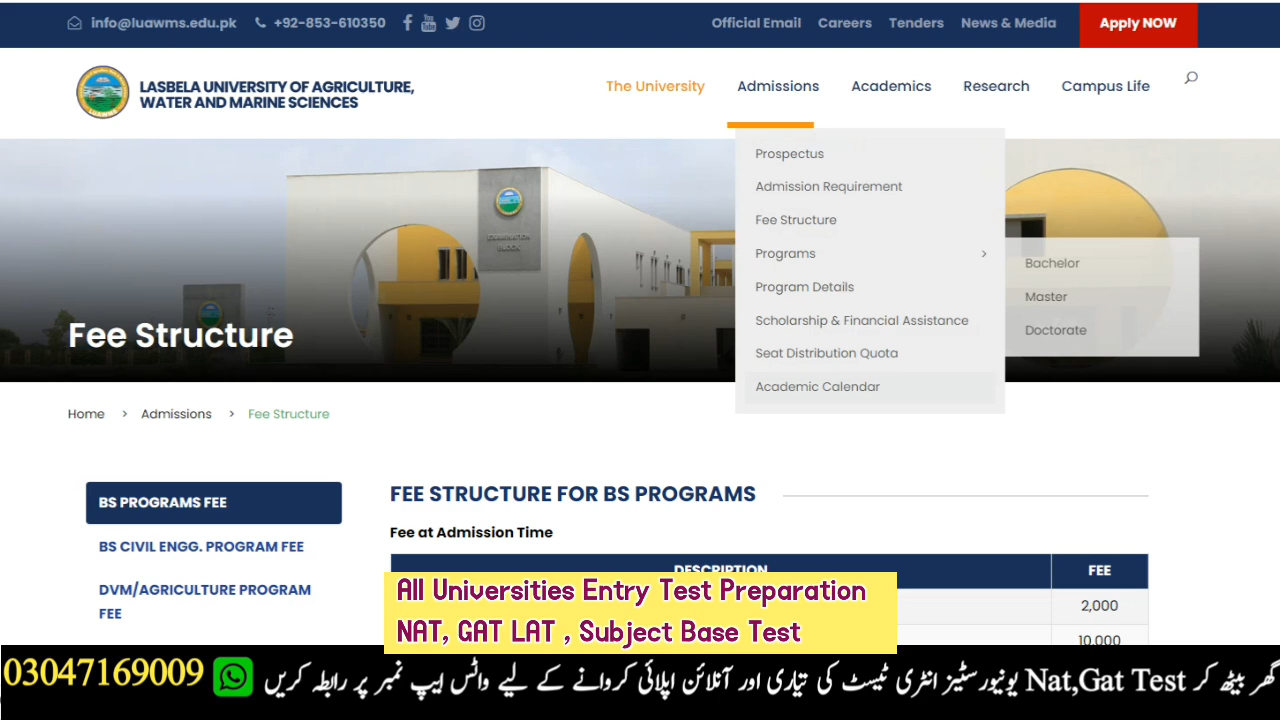 info@luawms.edu.pk +92-853-610350 Official Email Careers Tenders News & Media Apply NOW
LASBELA UNIVERSITY OF AGRICULTURE,
WATER AND MARINE SCIENCES
The University Admissions Academics Research Campus Life
Prospectus
Admission Requirement
Fee Structure
Programs
Program Details
Scholarship & Financial Assistance
Seat Distribution Quota
Academic Calendar
Bachelor
Master
Doctorate
EXAMINATION
BLOCK
Fee Structure
Home > Admissions > Fee Structure
BS PROGRAMS FEE
BS CIVIL ENGG. PROGRAM FEE
DVM/AGRICULTURE PROGRAM
FEE
FEE STRUCTURE FOR BS PROGRAMS
Fee at Admission Time
DESCRIPTION FEE
2,000
10,000
All Universities Entry Test Preparation
NAT, GAT LAT , Subject Base Test
گھر بیٹھ کر Nat,Gat Test یونیورسٹیز انٹری ٹیسٹ کی تیاری اور آنلائن اپلائی کروانے کے لیے واٹس ایپ نمبر پر رابطہ کریں 03047169009